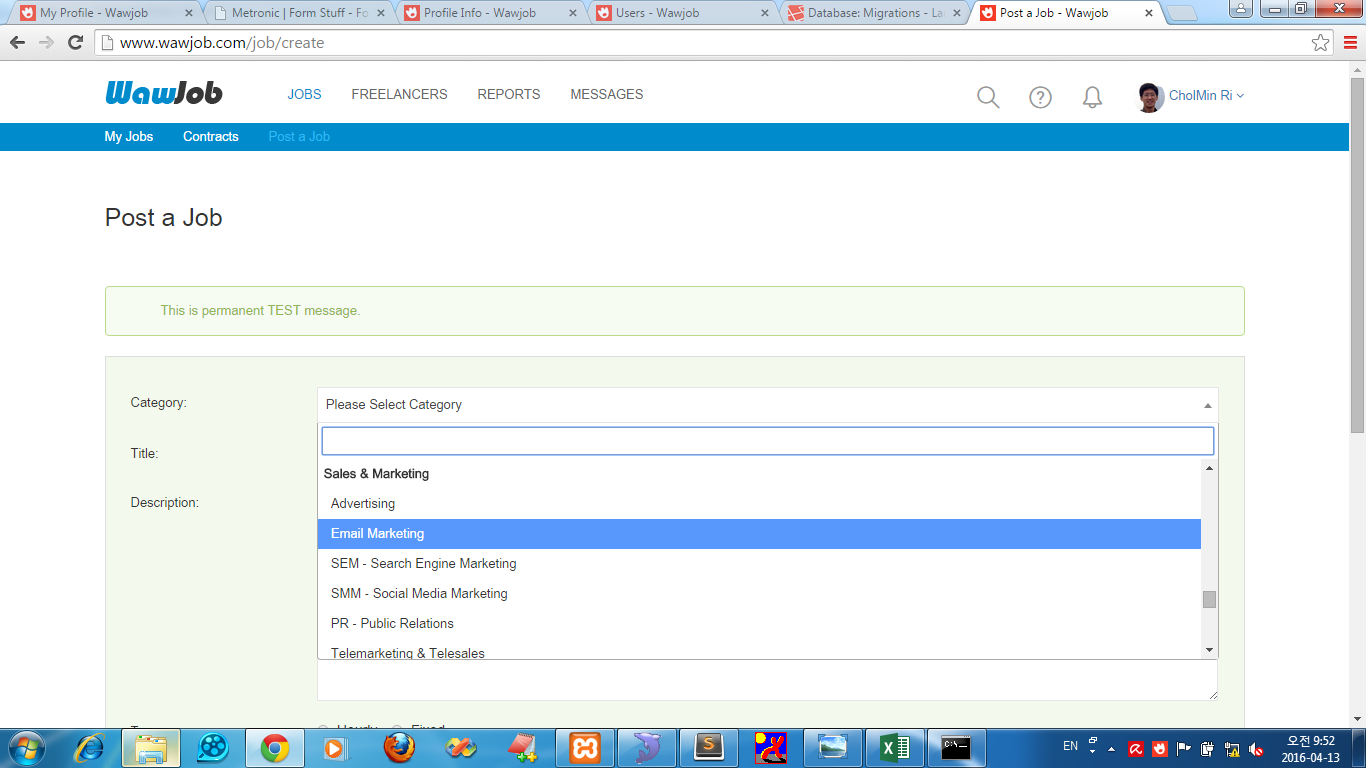 My Profile - Wawjob
Metronic | Form Stuff - Fo
Profile Info - Wawjob
Users - Wawjob
Database: Migrations - La
Post a Job - Wawjob
www.wawjob.com/job/create
WawJob
JOBS
FREELANCERS
REPORTS
MESSAGES
CholMin Ri
My Jobs
Contracts
Post a Job
Post a Job
This is permanent TEST message.
Category:
Please Select Category
Title:
Sales & Marketing
Advertising
Description:
Email Marketing
SEM - Search Engine Marketing
SMM - Social Media Marketing
PR - Public Relations
Telemarketing & Telesales
Hourly
Fixed
EN
오전 9:52
2016-04-13